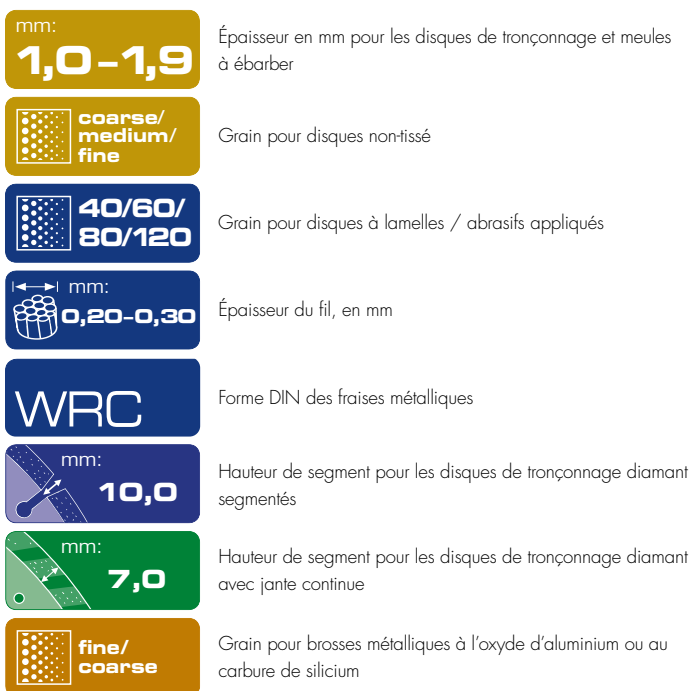 mm:
1,0–1,9
Épaisseur en mm pour les disques de tronçonnage et meules
à ébarber
coarse/
medium/
fine
Grain pour disques non-tissé
40/60/
80/120
Grain pour disques à lamelles / abrasifs appliqués
mm:
0,20–0,30
Épaisseur du fil, en mm
WRC
Forme DIN des fraises métalliques
mm:
10,0
Hauteur de segment pour les disques de tronçonnage diamant
segmentés
mm:
7,0
Hauteur de segment pour les disques de tronçonnage diamant
avec jante continue
fine/
coarse
Grain pour brosses métalliques à l’oxyde d’aluminium ou au
carbure de silicium